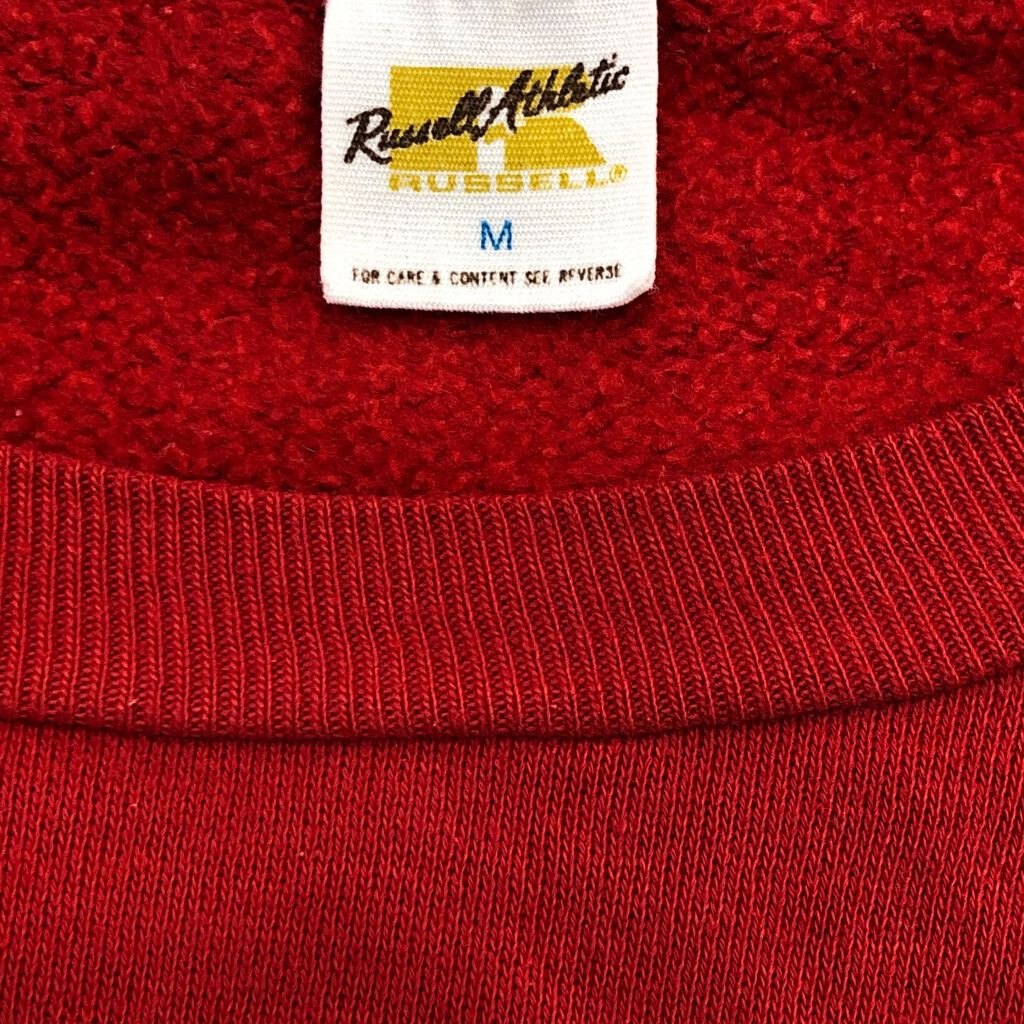 Russell Athletic
RUSSELL®
M
FOR CARE & CONTENT SEE REVERSE